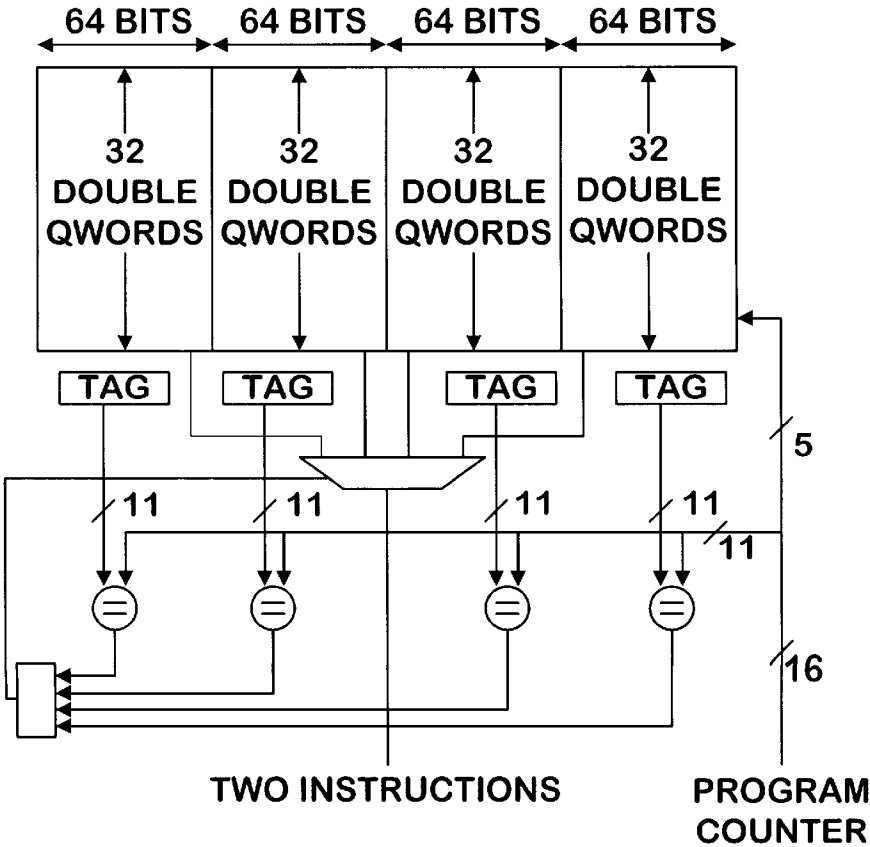 64 BITS 64 BITS 64 BITS 64 BITS
32 DOUBLE QWORDS
32 DOUBLE QWORDS
32 DOUBLE QWORDS
32 DOUBLE QWORDS
TAG TAG TAG TAG
5
11 11 11 11
11
16
TWO INSTRUCTIONS
PROGRAM
COUNTER